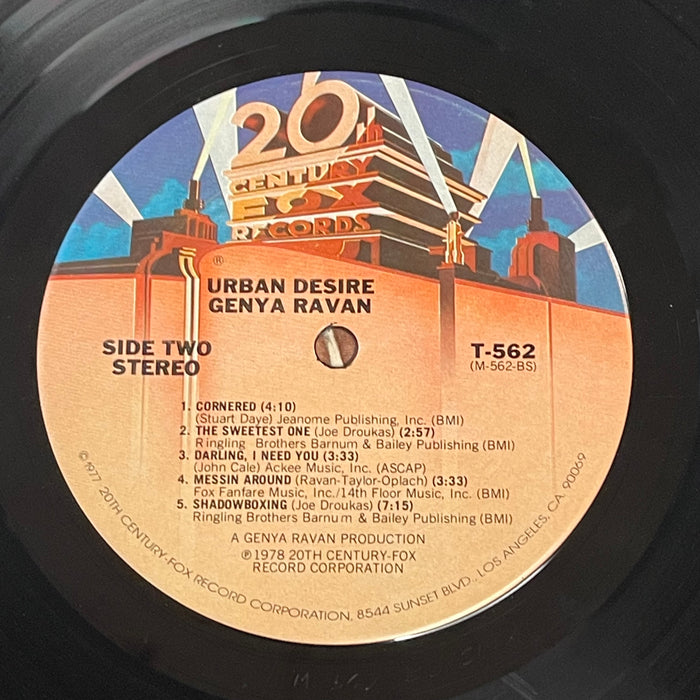 20th
CENTURY
FOX
RECORDS
®
URBAN DESIRE
GENYA RAVAN
SIDE TWO
STEREO
T-562
(M-562-BS)
1. CORNERED (4:10)
(Stuart Daye) Jeanome Publishing, Inc. (BMI)
2. THE SWEETEST ONE (Joe Droukas) (2:57)
Ringling Brothers Barnum & Bailey Publishing (BMI)
3. DARLING, I NEED YOU (3:33)
(John Cale) Ackee Music, Inc. (ASCAP)
4. MESSIN AROUND (Ravan-Taylor-Oplach) (3:33)
Fox Fanfare Music, Inc./14th Floor Music, Inc. (BMI)
5. SHADOWBOXING (Joe Droukas) (7:15)
Ringling Brothers Barnum & Bailey Publishing (BMI)
A GENYA RAVAN PRODUCTION
℗1978 20TH CENTURY-FOX
RECORD CORPORATION
©1977 20TH CENTURY-FOX RECORD CORPORATION, 8544 SUNSET BLVD., LOS ANGELES, CA. 90069